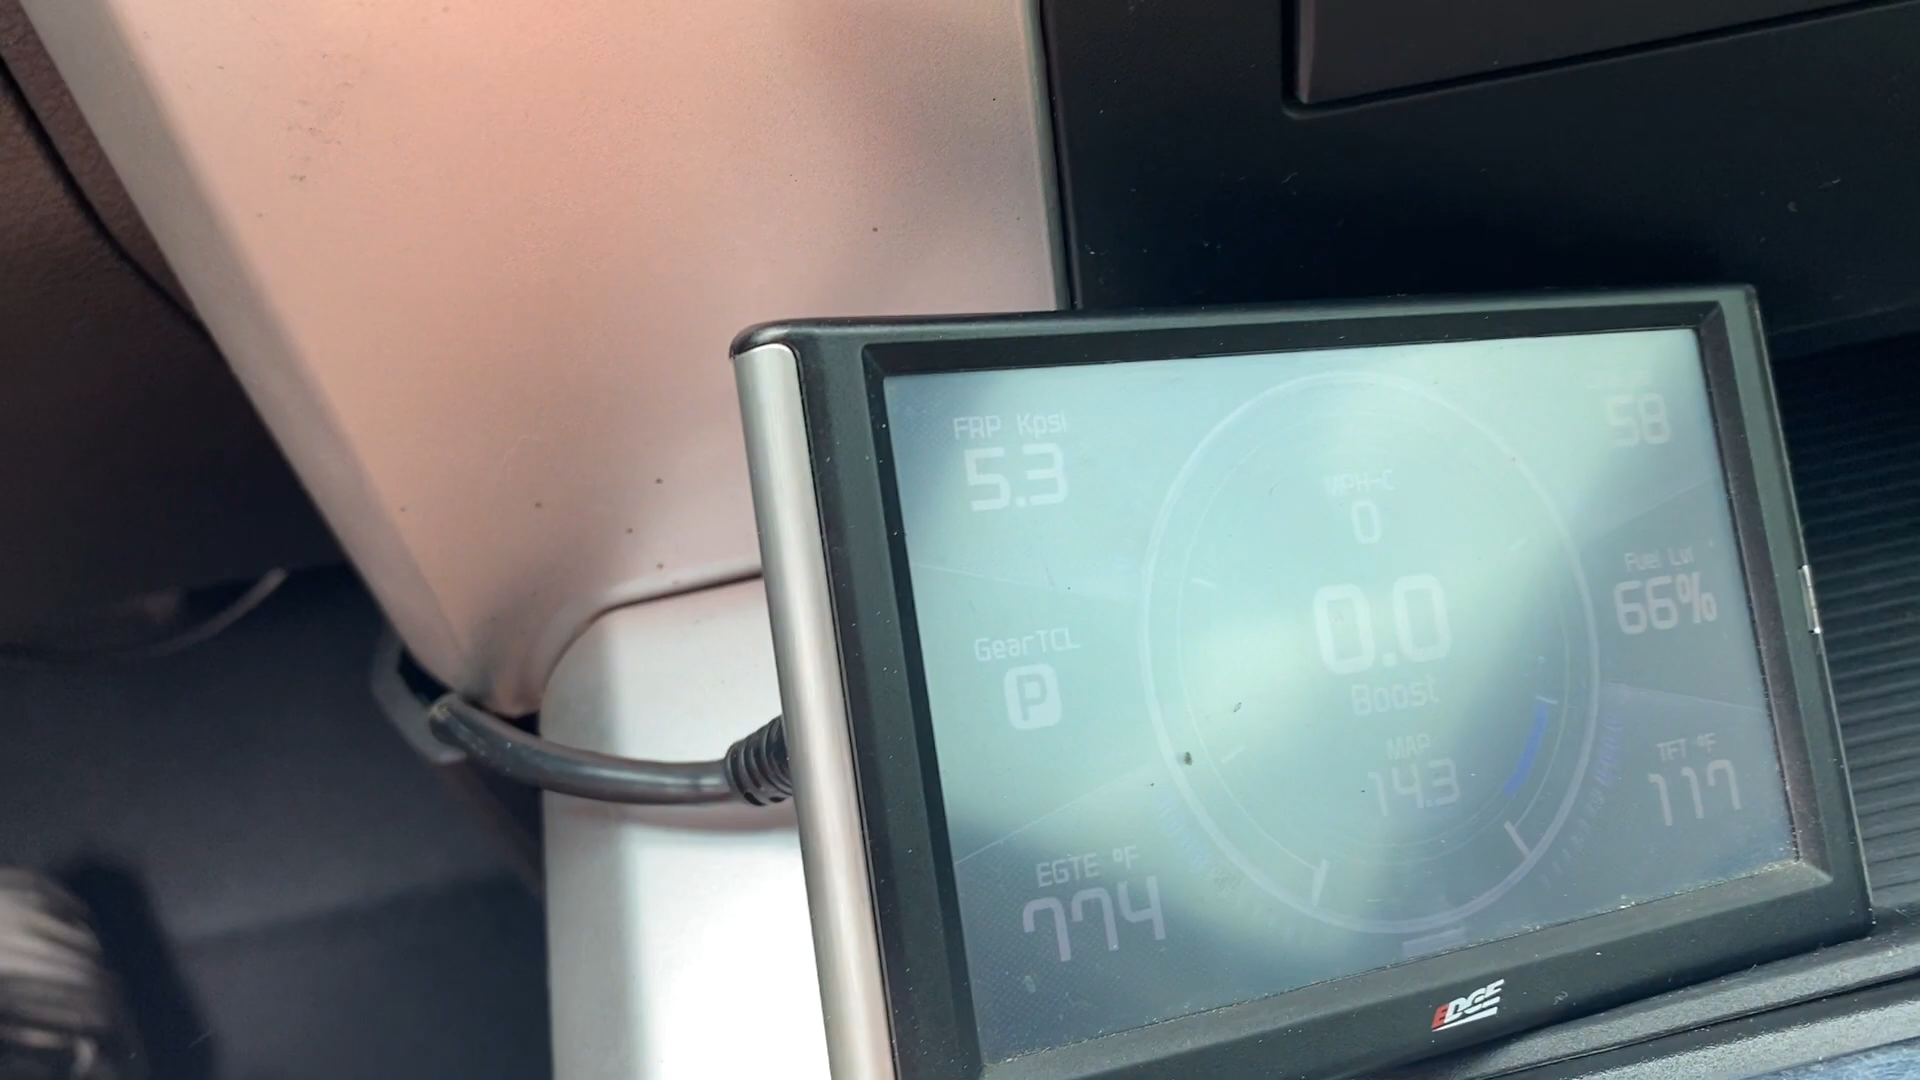 FRP Kpsi
5.3
58
MPH-C
0
Fuel Lvl
66%
0.0
Boost
GearTCL
P
MAP
14.3
TFT °F
117
EGTE °F
774
EDGE